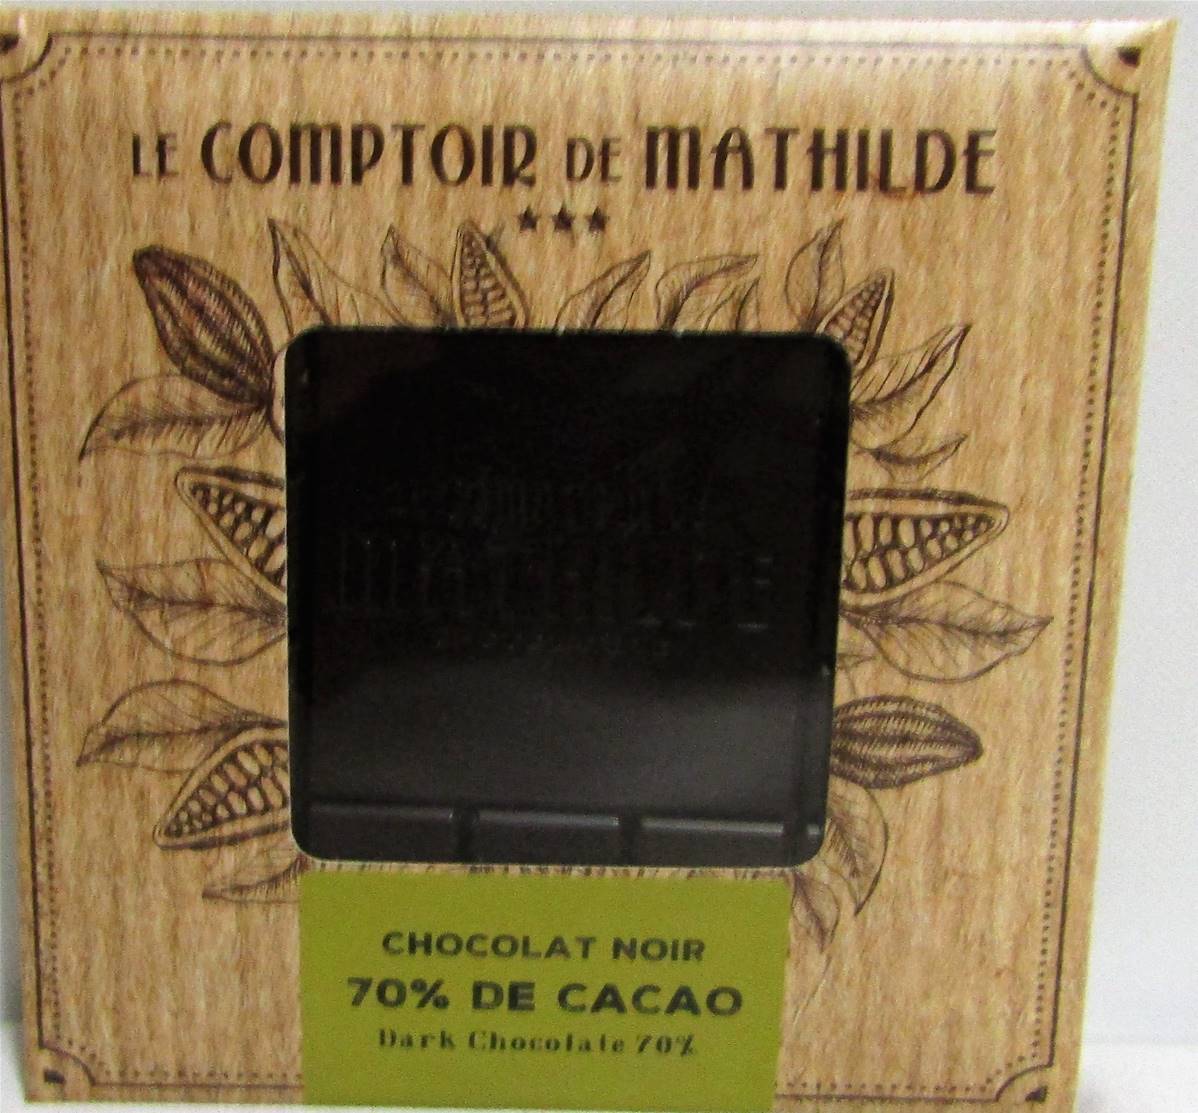 LE COMPTOIR DE MATHILDE
CHOCOLAT NOIR
70% DE CACAO
Dark Chocolate 70%